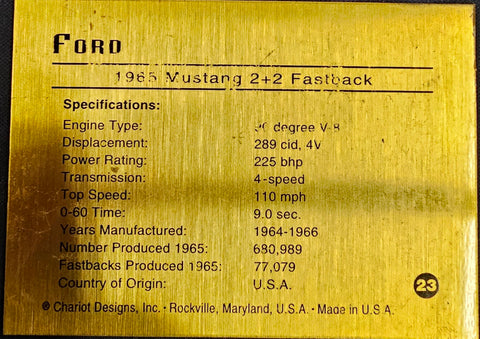 FORD
1965 Mustang 2+2 Fastback
Specifications:
Engine Type: 90 degree V-8
Displacement: 289 cid, 4V
Power Rating: 225 bhp
Transmission: 4-speed
Top Speed: 110 mph
0-60 Time: 9.0 sec.
Years Manufactured: 1964-1966
Number Produced 1965: 680,989
Fastbacks Produced 1965: 77,079
Country of Origin: U.S.A.
23
© Chariot Designs, Inc. • Rockville, Maryland, U.S.A. • Made in U.S.A.